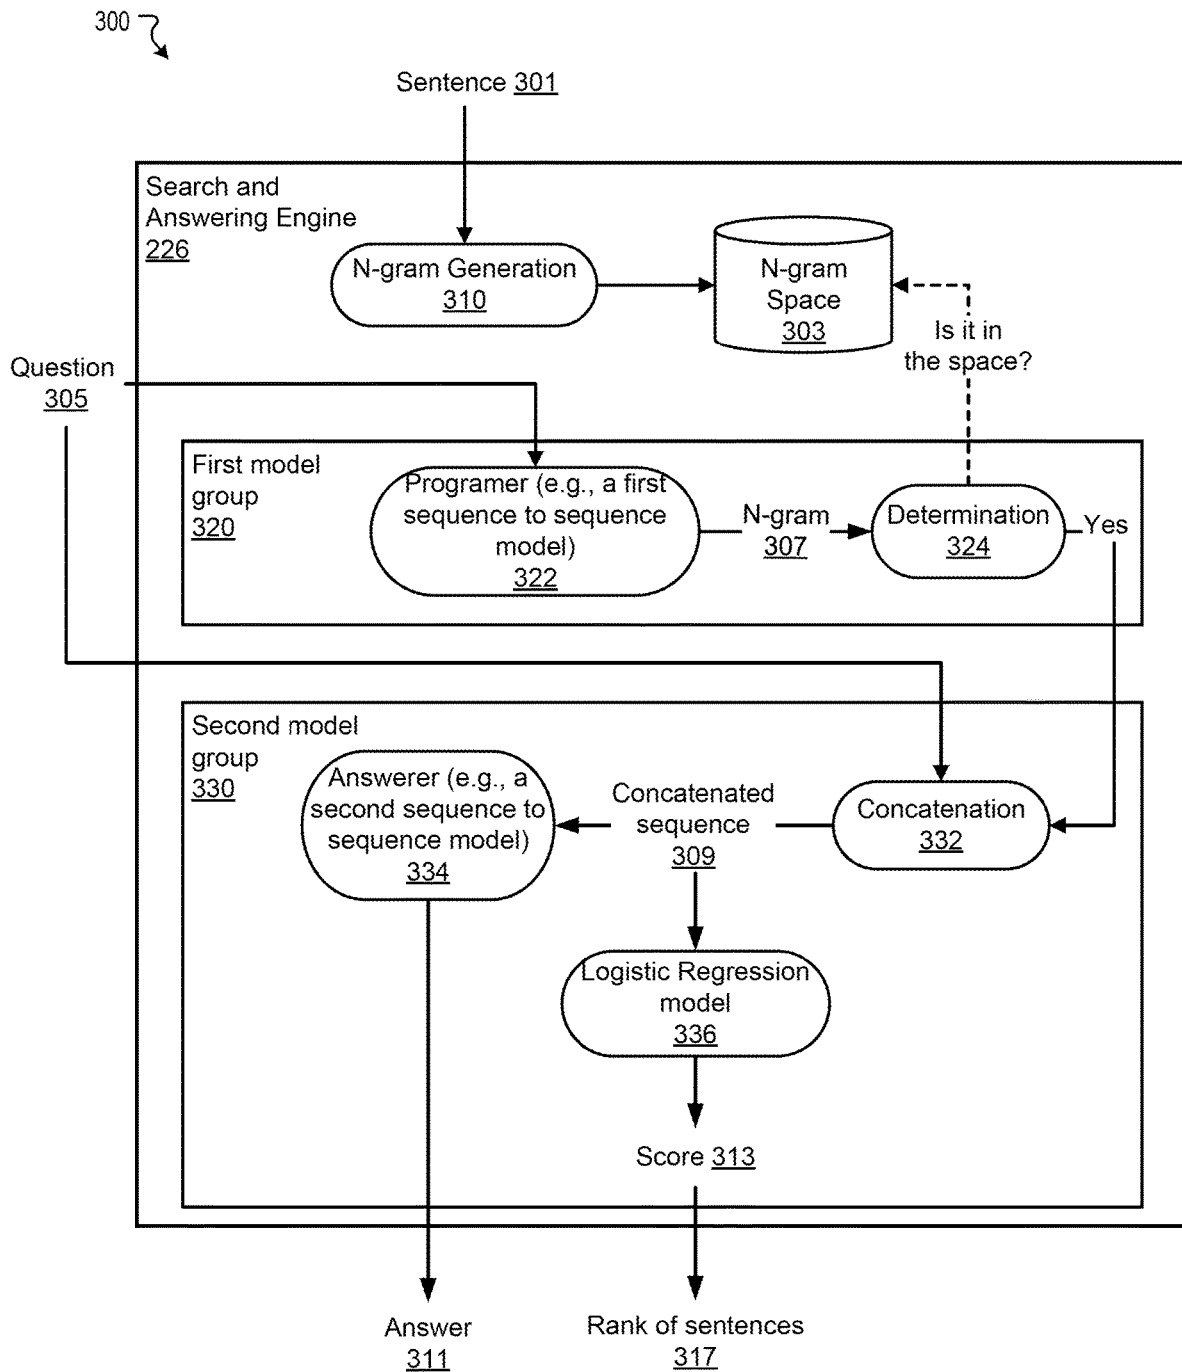 300
Sentence 301
Search and
Answering Engine
226
N-gram Generation
310
N-gram
Space
303
Is it in
the space?
Question
305
First model
group
320
Programer (e.g., a first
sequence to sequence
model)
322
N-gram
307
Determination
324
Yes
Second model
group
330
Answerer (e.g., a
second sequence to
sequence model)
334
Concatenated
sequence
309
Concatenation
332
Logistic Regression
model
336
Score 313
Answer
311
Rank of sentences
317